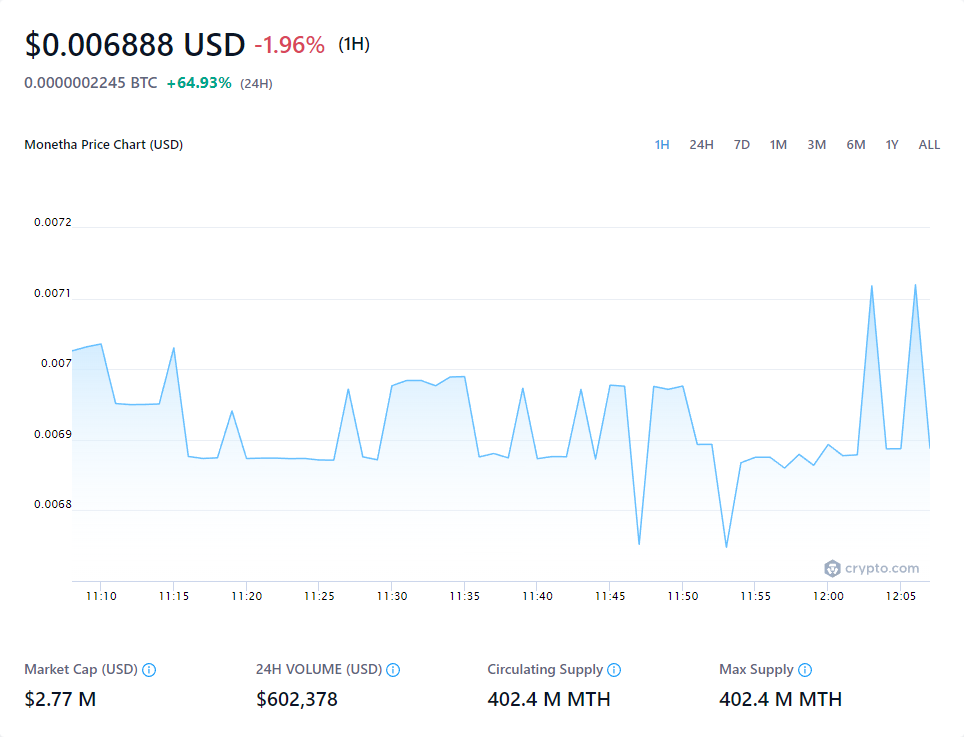 $0.006888 USD -1.96% (1H)
0.0000002245 BTC +64.93% (24H)
Monetha Price Chart (USD)
1H 24H 7D 1M 3M 6M 1Y ALL
0.0072
0.0071
0.007
0.0069
0.0068
crypto.com
11:10 11:15 11:20 11:25 11:30 11:35 11:40 11:45 11:50 11:55 12:00 12:05
Market Cap (USD) 24H VOLUME (USD) Circulating Supply Max Supply
$2.77 M $602,378 402.4 M MTH 402.4 M MTH